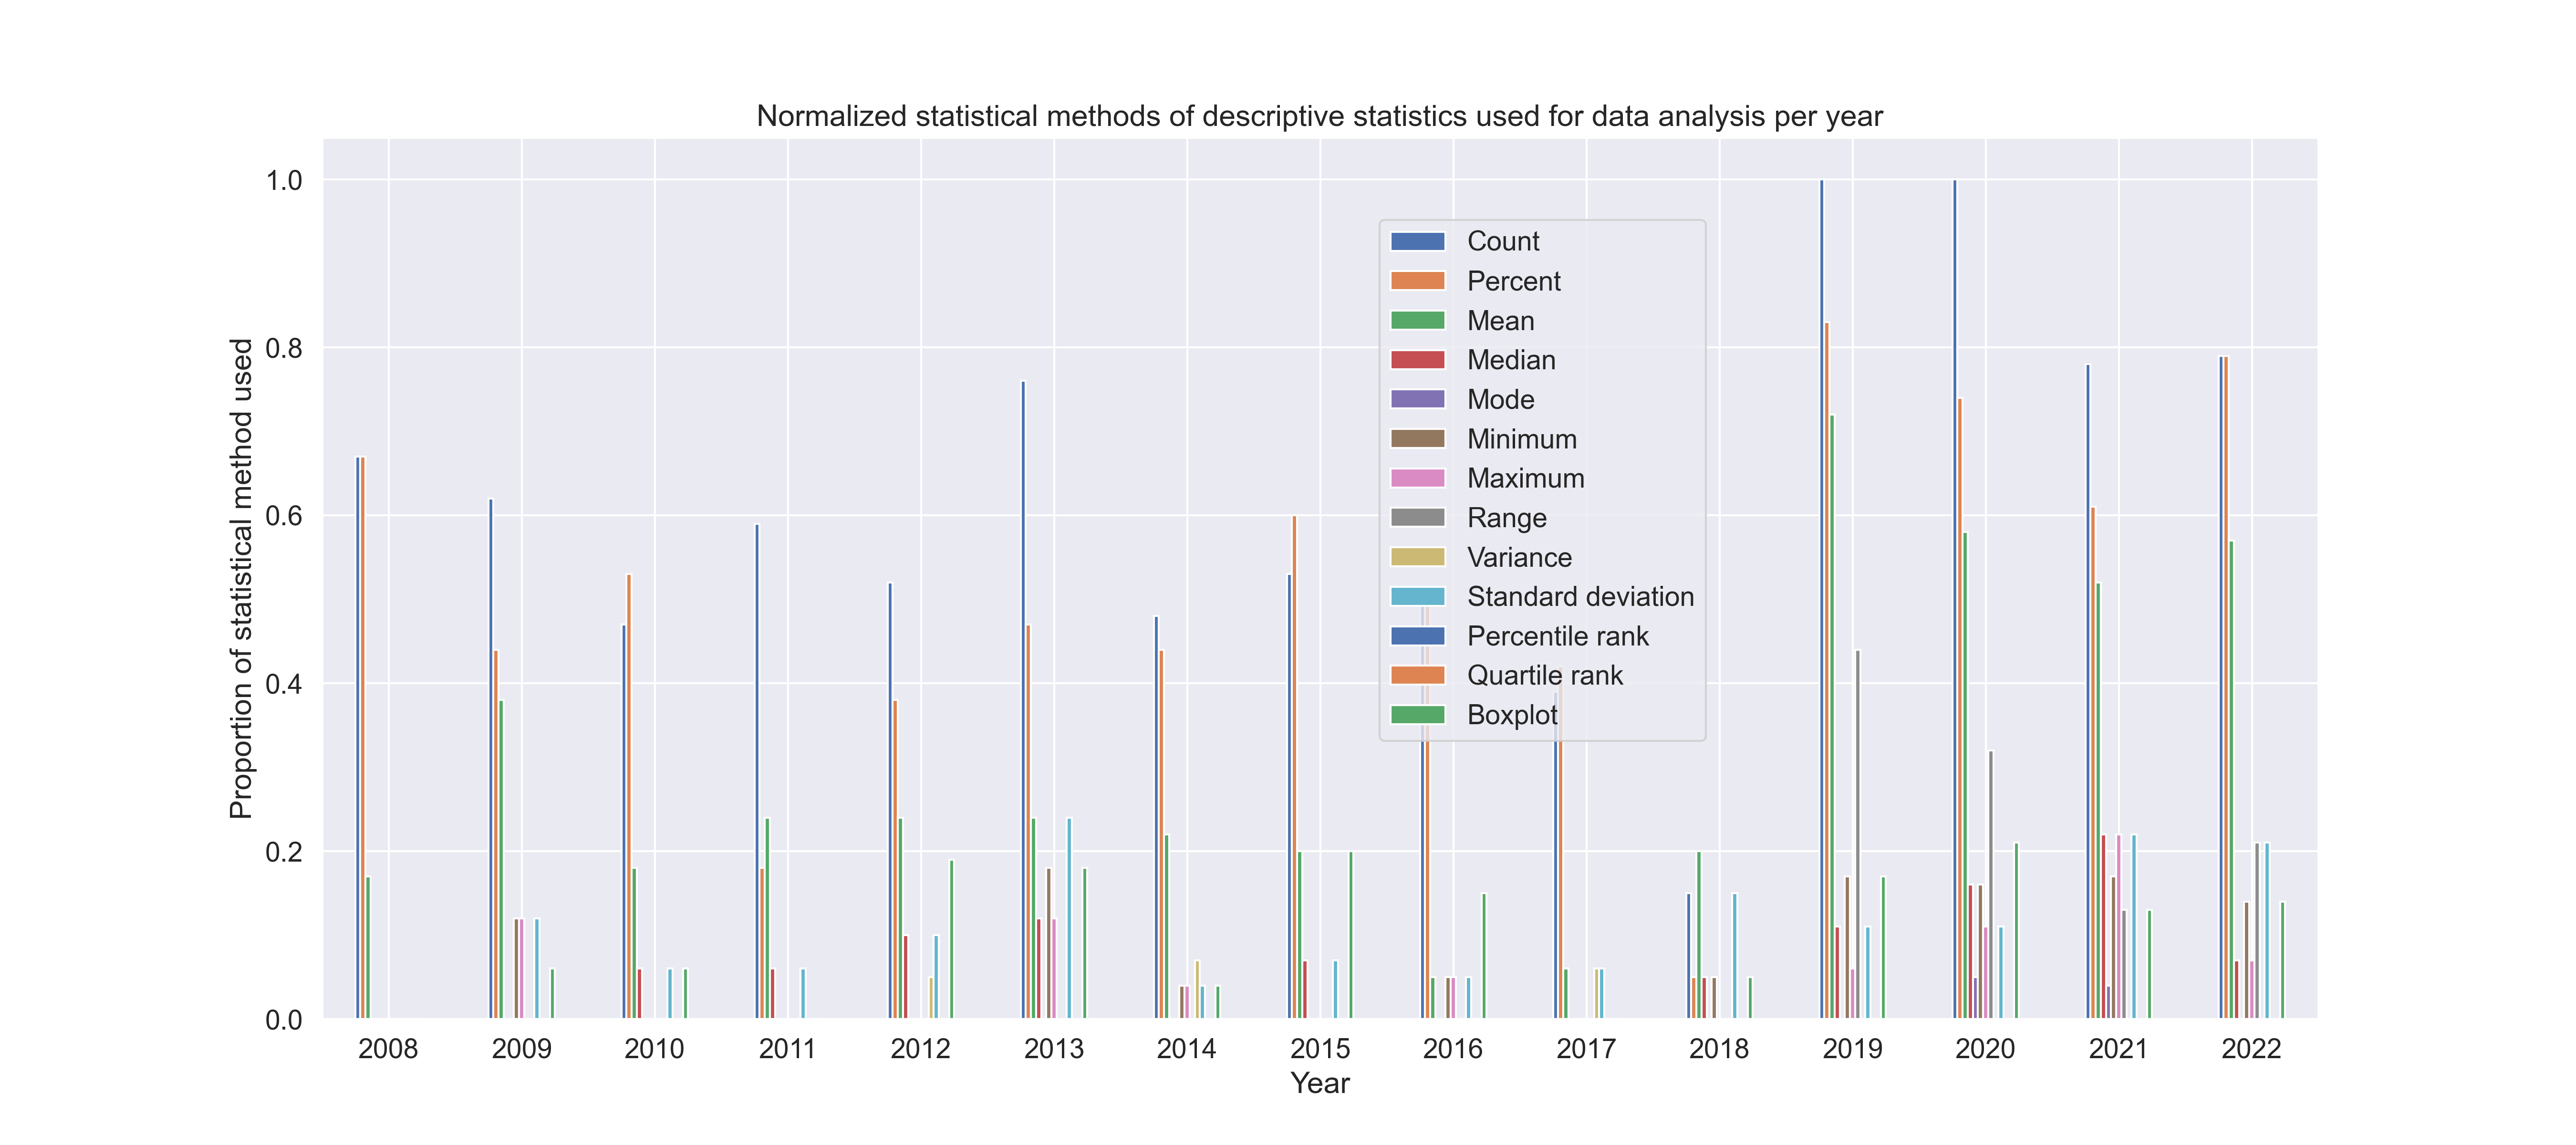 Normalized statistical methods of descriptive statistics used for data analysis per year
Proportion of statistical method used
1.0
0.8
0.6
0.4
0.2
0.0
Count
Percent
Mean
Median
Mode
Minimum
Maximum
Range
Variance
Standard deviation
Percentile rank
Quartile rank
Boxplot
2008 2009 2010 2011 2012 2013 2014 2015 2016 2017 2018 2019 2020 2021 2022
Year